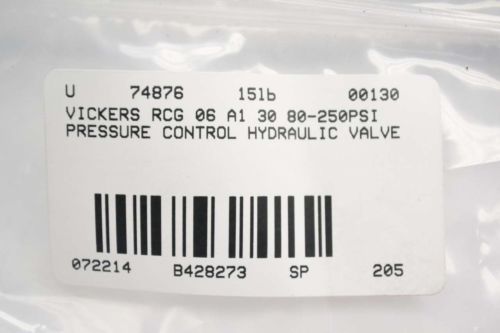 U 74876 15lb 00130
VICKERS RCG 06 A1 30 80-250PSI
PRESSURE CONTROL HYDRAULIC VALVE
072214 B428273 SP 205